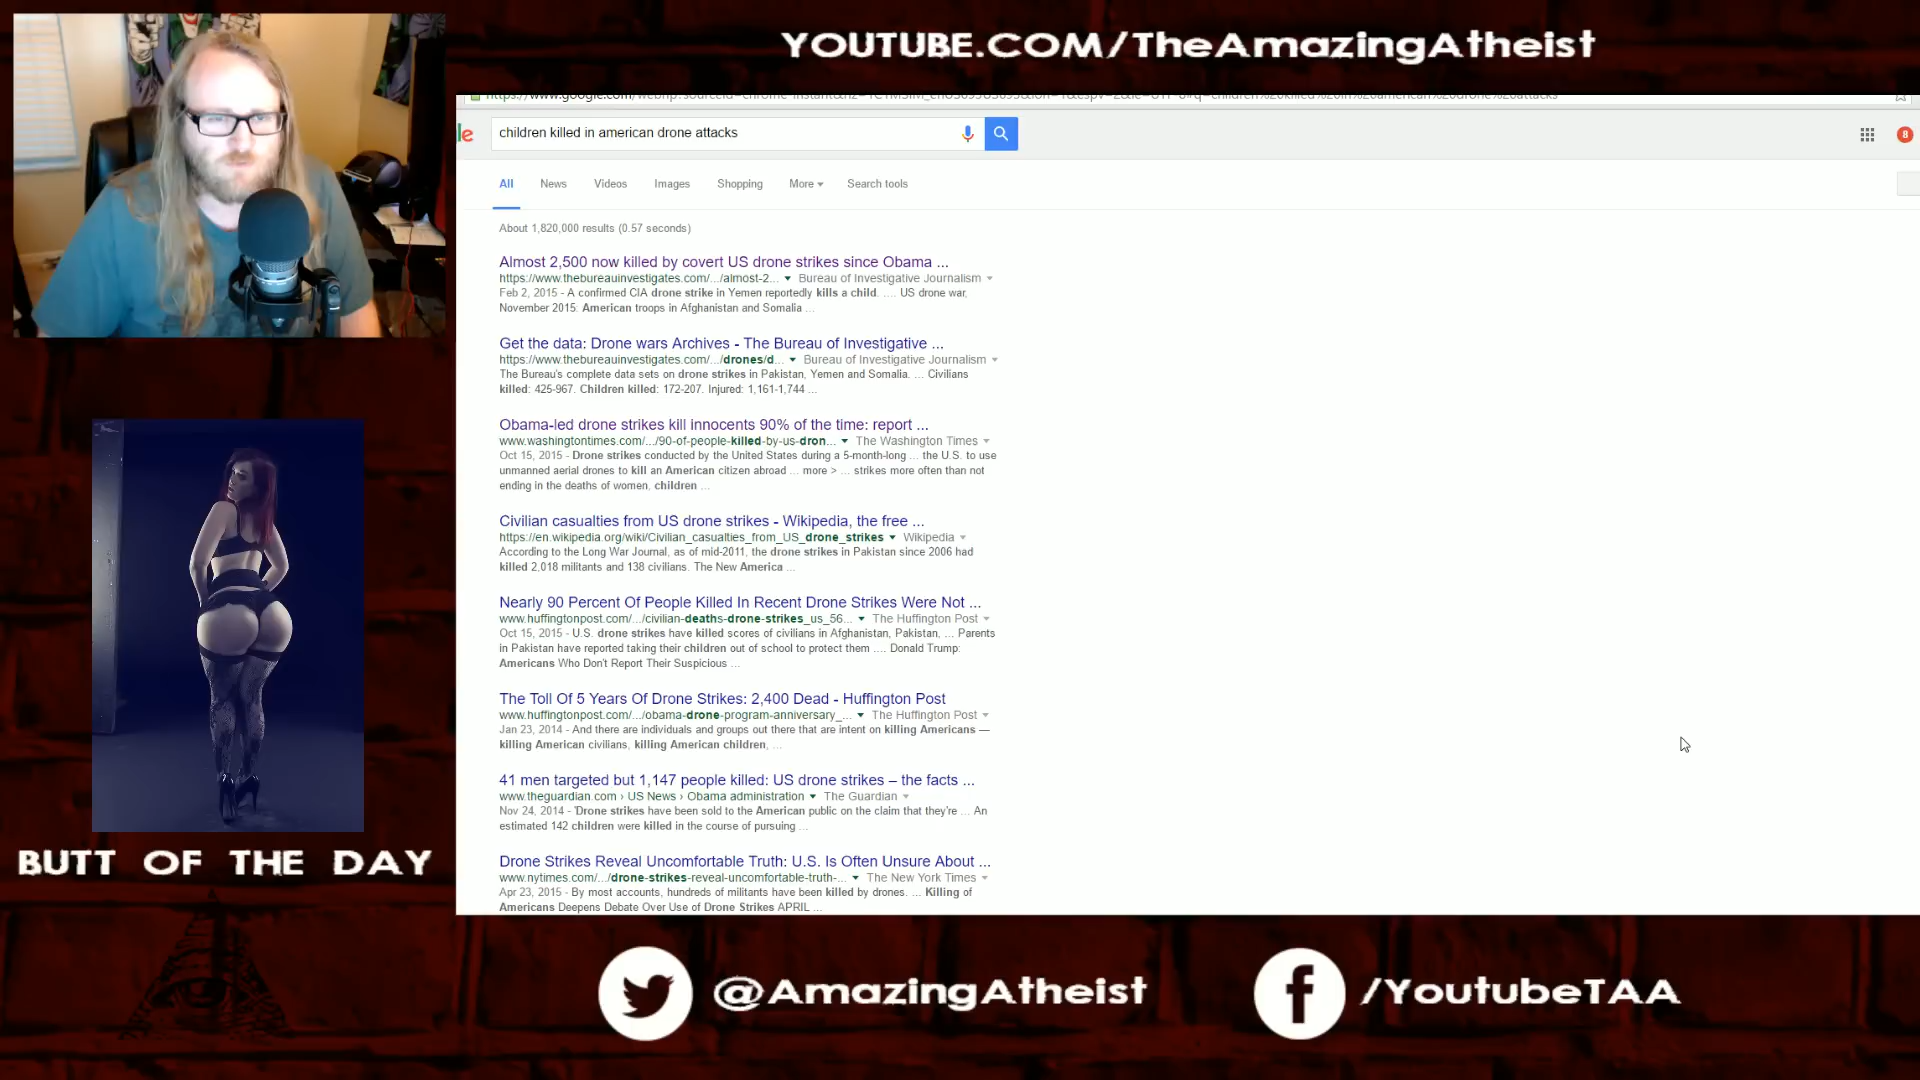 YOUTUBE.COM/TheAmazingAtheist
le
children killed in american drone attacks
8
All News Videos Images Shopping More Search tools
About 1,820,000 results (0.57 seconds)
Almost 2,500 now killed by covert US drone strikes since Obama ...
https://www.thebureauinvestigates.com/.../almost-2... Bureau of Investigative Journalism
Feb 2, 2015 - A confirmed CIA drone strike in Yemen reportedly kills a child. .... US drone war,
November 2015: American troops in Afghanistan and Somalia ...
Get the data: Drone wars Archives - The Bureau of Investigative ...
https://www.thebureauinvestigates.com/.../drones/d... Bureau of Investigative Journalism
The Bureau's complete data sets on drone strikes in Pakistan, Yemen and Somalia. ... Civilians
killed: 425-967. Children killed: 172-207. Injured: 1,161-1,744 ...
Obama-led drone strikes kill innocents 90% of the time: report ...
www.washingtontimes.com/.../90-of-people-killed-by-us-dron... The Washington Times
Oct 15, 2015 - Drone strikes conducted by the United States during a 5-month-long ... the U.S. to use
unmanned aerial drones to kill an American citizen abroad ... more > ... strikes more often than not
ending in the deaths of women, children ...
Civilian casualties from US drone strikes - Wikipedia, the free ...
https://en.wikipedia.org/wiki/Civilian_casualties_from_US_drone_strikes Wikipedia
According to the Long War Journal, as of mid-2011, the drone strikes in Pakistan since 2006 had
killed 2,018 militants and 138 civilians. The New America ...
Nearly 90 Percent Of People Killed In Recent Drone Strikes Were Not ...
www.huffingtonpost.com/.../civilian-deaths-drone-strikes_us_56... The Huffington Post
Oct 15, 2015 - U.S. drone strikes have killed scores of civilians in Afghanistan, Pakistan, ... Parents
in Pakistan have reported taking their children out of school to protect them .... Donald Trump:
Americans Who Don't Report Their Suspicious ...
The Toll Of 5 Years Of Drone Strikes: 2,400 Dead - Huffington Post
www.huffingtonpost.com/.../obama-drone-program-anniversary_... The Huffington Post
Jan 23, 2014 - And there are individuals and groups out there that are intent on killing Americans —
killing American civilians, killing American children, ...
41 men targeted but 1,147 people killed: US drone strikes – the facts ...
www.theguardian.com › US News › Obama administration The Guardian
Nov 24, 2014 - 'Drone strikes have been sold to the American public on the claim that they're ... An
estimated 142 children were killed in the course of pursuing ...
Drone Strikes Reveal Uncomfortable Truth: U.S. Is Often Unsure About ...
www.nytimes.com/.../drone-strikes-reveal-uncomfortable-truth-... The New York Times
Apr 23, 2015 - By most accounts, hundreds of militants have been killed by drones. ... Killing of
Americans Deepens Debate Over Use of Drone Strikes APRIL ...
BUTT OF THE DAY
@AmazingAtheist
/YoutubeTAA